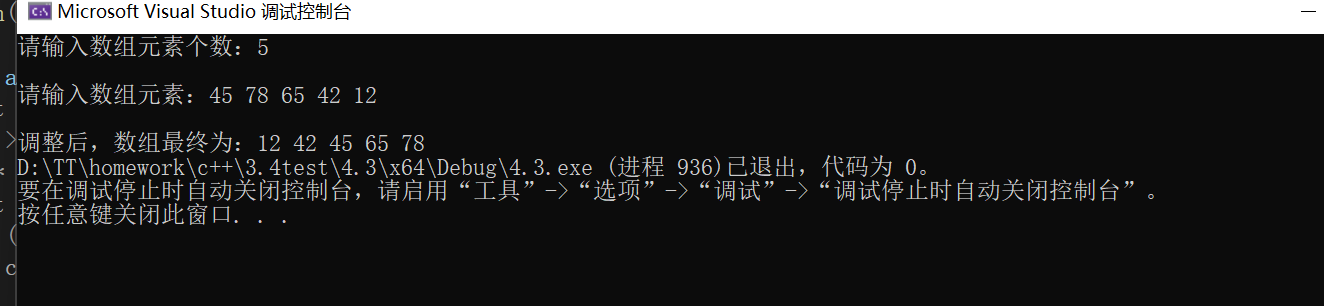 Microsoft Visual Studio 调试控制台
请输入数组元素个数：5
请输入数组元素：45 78 65 42 12
调整后，数组最终为：12 42 45 65 78
D:\TT\homework\c++\3.4test\4.3\x64\Debug\4.3.exe (进程 936)已退出，代码为 0。
要在调试停止时自动关闭控制台，请启用“工具”->“选项”->“调试”->“调试停止时自动关闭控制台”。
按任意键关闭此窗口. . .